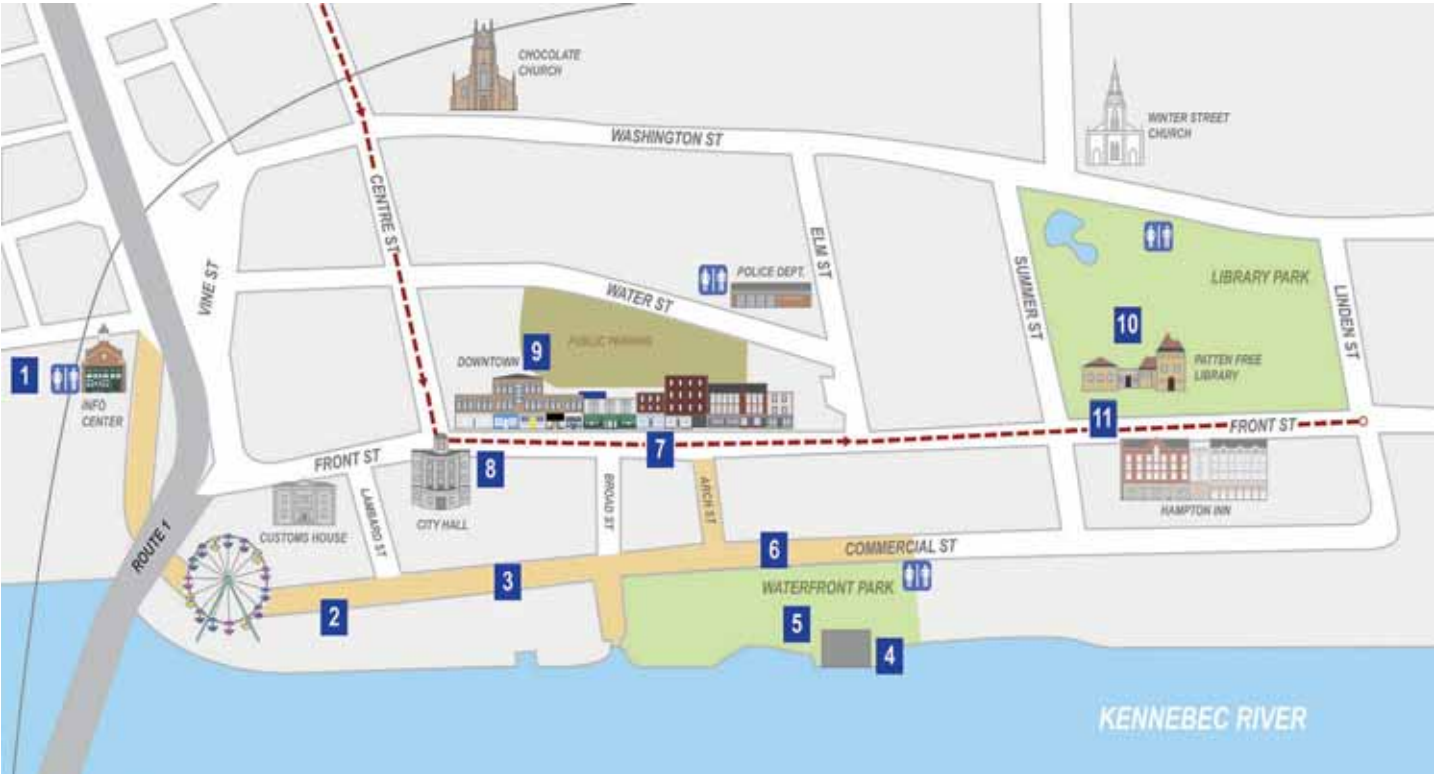 CHOCOLATE
CHURCH
WASHINGTON ST
WINTER STREET
CHURCH
CENTRE ST
VINE ST
ELM ST
POLICE DEPT.
WATER ST
SUMMER ST
LIBRARY PARK
LINDEN ST
PUBLIC PARKING
DOWNTOWN
9
10
1
INFO
CENTER
PATTEN FREE
LIBRARY
11
FRONT ST
7
FRONT ST
8
LAMBARD ST
CITY HALL
BROAD ST
ARCH ST
HAMPTON INN
CUSTOMS HOUSE
ROUTE 1
6
COMMERCIAL ST
3
2
WATERFRONT PARK
5
4
KENNEBEC RIVER